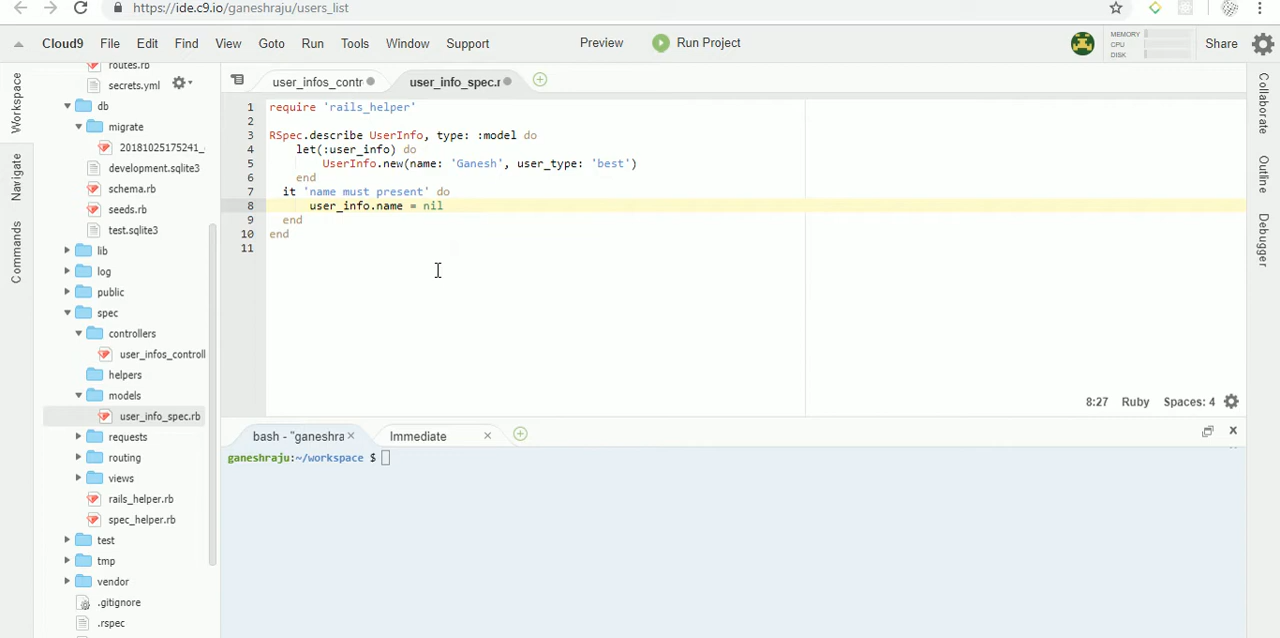 https://ide.c9.io/ganeshraju/users_list
Cloud9 File Edit Find View Goto Run Tools Window Support Preview Run Project MEMORY CPU DISK Share
Workspace
Navigate
Commands
routes.rb
secrets.yml
db
migrate
20181025175241_
development.sqlite3
schema.rb
seeds.rb
test.sqlite3
lib
log
public
spec
controllers
user_infos_controll
helpers
models
user_info_spec.rb
requests
routing
views
rails_helper.rb
spec_helper.rb
test
tmp
vendor
.gitignore
.rspec
user_infos_contr user_info_spec.r
1 require 'rails_helper'
2
3 RSpec.describe UserInfo, type: :model do
4 let(:user_info) do
5 UserInfo.new(name: 'Ganesh', user_type: 'best')
6 end
7 it 'name must present' do
8 user_info.name = nil
9 end
10 end
11
8:27 Ruby Spaces: 4
bash - "ganeshra Immediate
ganeshraju:~/workspace $
Collaborate
Outline
Debugger